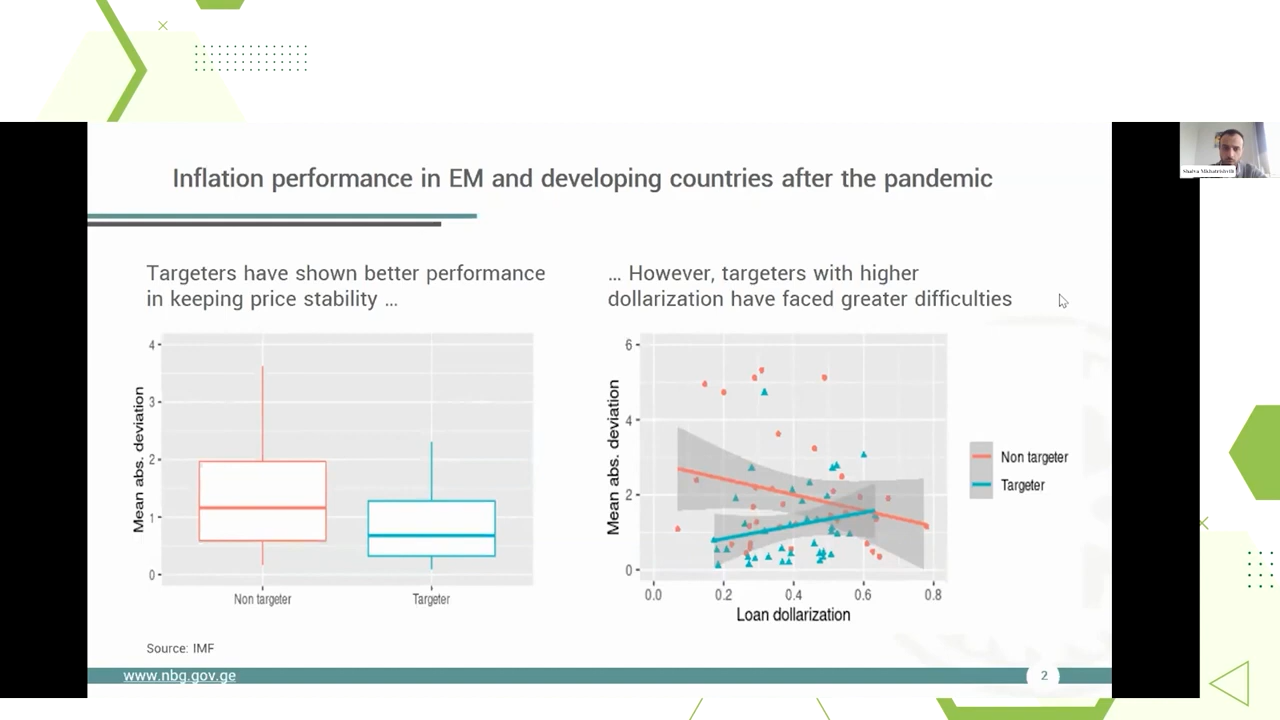 Inflation performance in EM and developing countries after the pandemic
Targeters have shown better performance
in keeping price stability ...
... However, targeters with higher
dollarization have faced greater difficulties
Mean abs. deviation
4
3
2
1
0
Non targeter
Targeter
Mean abs. deviation
6
4
2
0
0.0
0.2
0.4
0.6
0.8
Loan dollarization
Non targeter
Targeter
Source: IMF
www.nbg.gov.ge
2